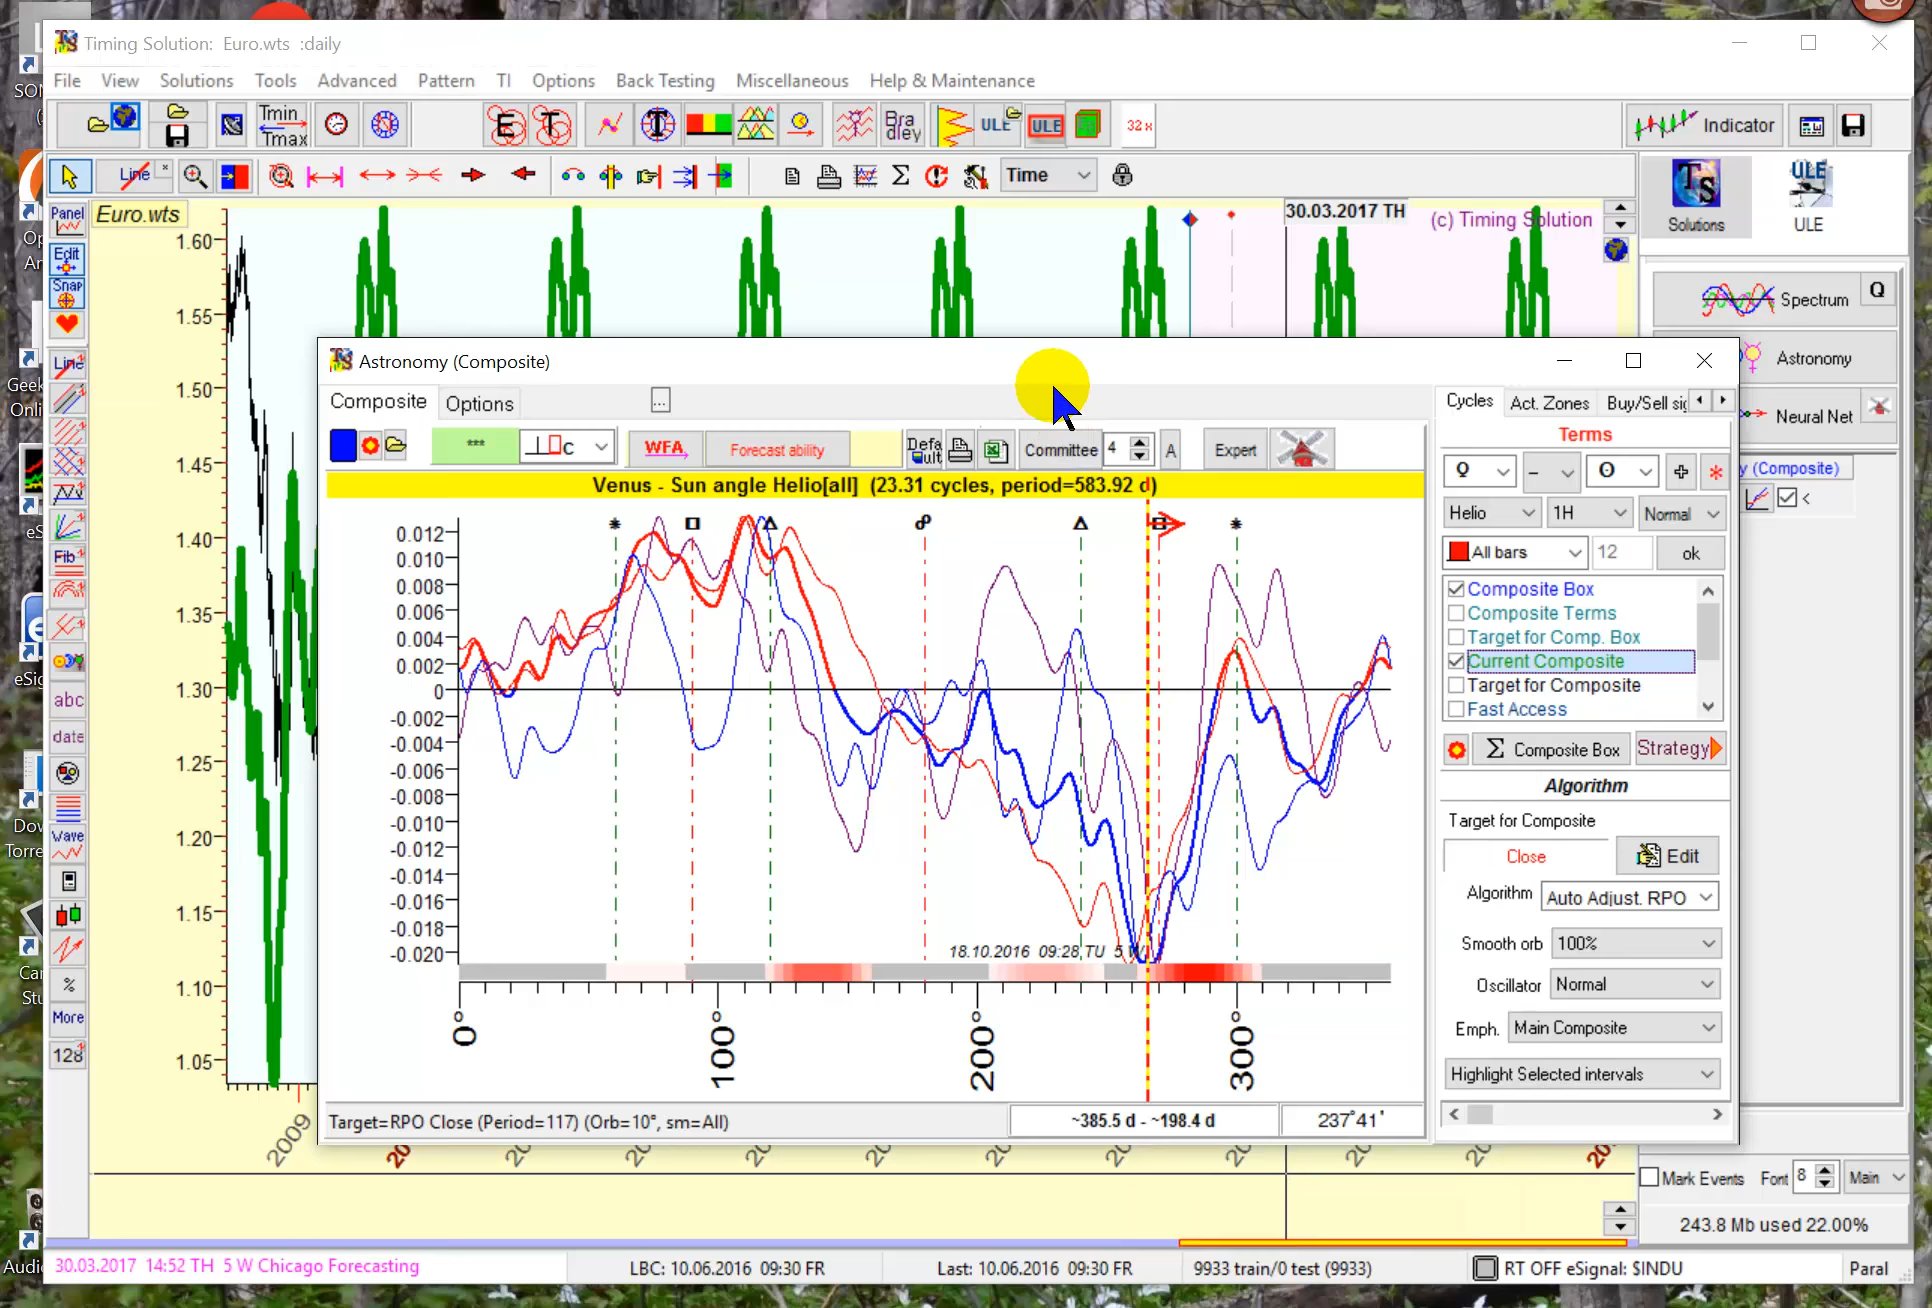 Timing Solution: Euro.wts :daily
File View Solutions Tools Advanced Pattern TI Options Back Testing Miscellaneous Help & Maintenance
Tmin Tmax E T T Bra dley ULE ULE 32x Indicator
Line Time
Solutions ULE
Panel
Edit
Snap
Line
Fib
abc
date
Wave
%
More
128
Euro.wts
30.03.2017 TH
(c) Timing Solution
1.60
1.55
1.50
1.45
1.40
1.35
1.30
1.25
1.20
1.15
1.10
1.05
2009
Spectrum Q
Astronomy
Neural Net
(Composite)
<
Astronomy (Composite)
Composite Options ...
*** C WFA Forecast ability Defa ult Committee 4 A Expert
Venus - Sun angle Helio[all] (23.31 cycles, period=583.92 d)
0.012
0.010
0.008
0.006
0.004
0.002
0
-0.002
-0.004
-0.006
-0.008
-0.010
-0.012
-0.014
-0.016
-0.018
-0.020
18.10.2016 09:28 TU 5 W
0° 100° 200° 300°
Target=RPO Close (Period=117) (Orb=10°, sm=All)
~385.5 d - ~198.4 d
237°41'
Cycles Act. Zones Buy/Sell sig
Terms
Helio 1H Normal
All bars 12 ok
Composite Box
Composite Terms
Target for Comp. Box
Current Composite
Target for Composite
Fast Access
Σ Composite Box Strategy
Algorithm
Target for Composite
Close Edit
Algorithm Auto Adjust. RPO
Smooth orb 100%
Oscillator Normal
Emph. Main Composite
Highlight Selected intervals
Mark Events Font 8 Main
243.8 Mb used 22.00%
30.03.2017 14:52 TH 5 W Chicago Forecasting
LBC: 10.06.2016 09:30 FR
Last: 10.06.2016 09:30 FR
9933 train/0 test (9933)
RT OFF eSignal: $INDU
Paral